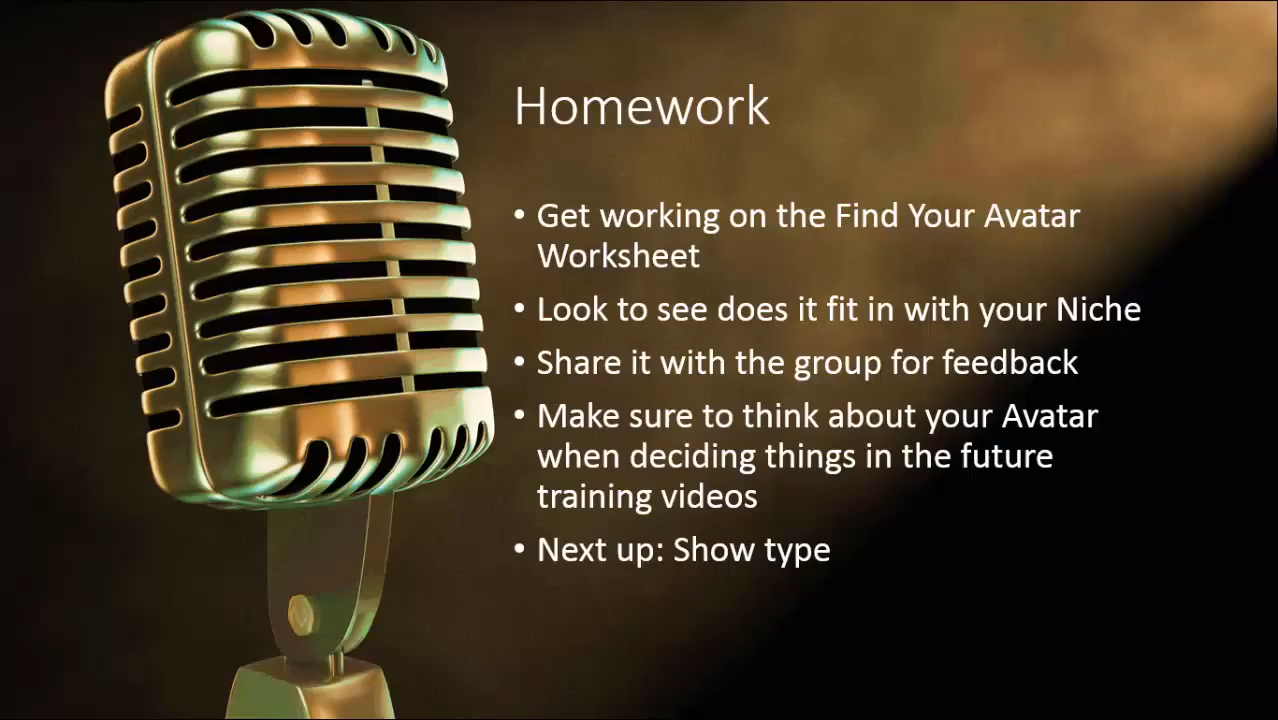 Homework
• Get working on the Find Your Avatar
Worksheet
• Look to see does it fit in with your Niche
• Share it with the group for feedback
• Make sure to think about your Avatar
when deciding things in the future
training videos
• Next up: Show type